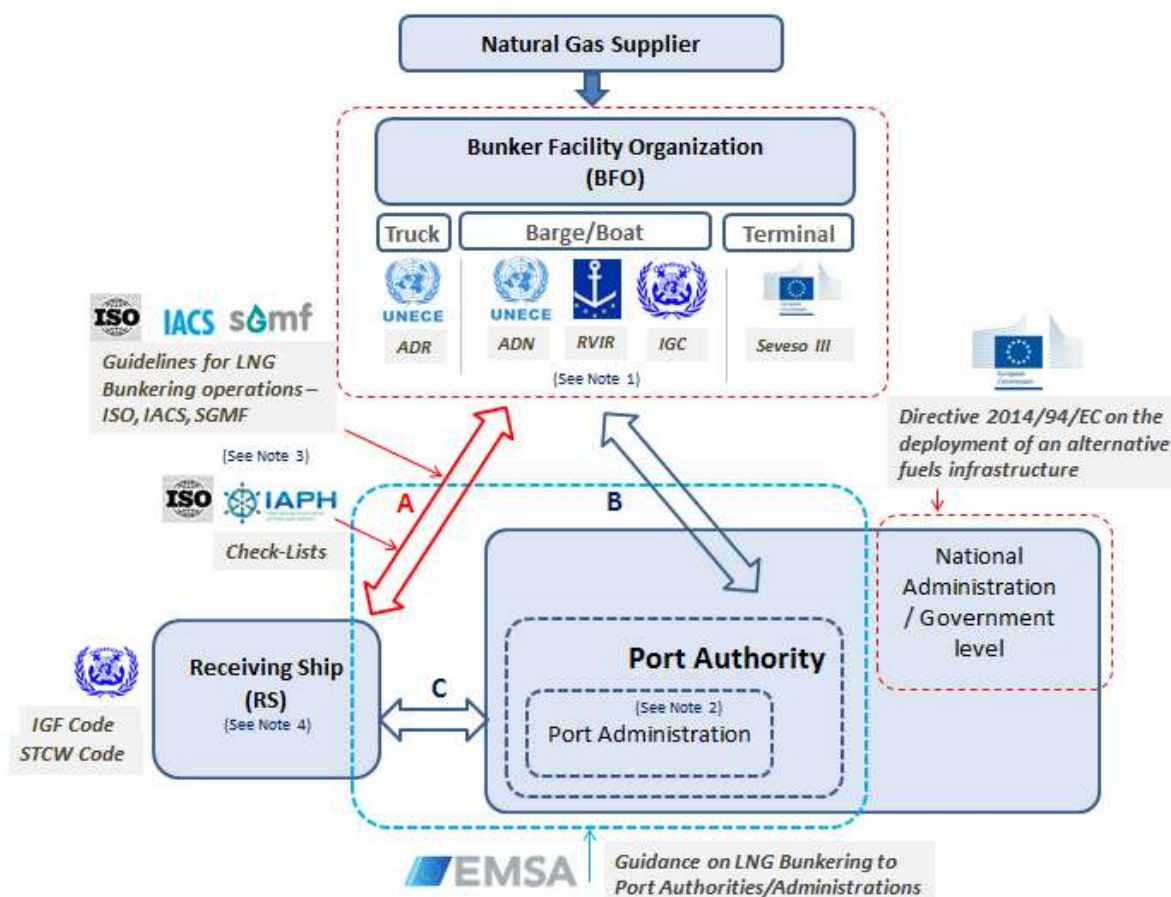 Natural Gas Supplier
Bunker Facility Organization
(BFO)
Truck
Barge/Boat
Terminal
UNECE
UNECE
ADR
ADN
RVIR
IGC
Seveso III
(See Note 1)
ISO
IACS
sgmf
Guidelines for LNG
Bunkering operations –
ISO, IACS, SGMF
(See Note 3)
European
Commission
Directive 2014/94/EC on the
deployment of an alternative
fuels infrastructure
ISO
IAPH
Check-Lists
A
B
National
Administration
/ Government
level
Receiving Ship
(RS)
(See Note 4)
C
Port Authority
(See Note 2)
Port Administration
IGF Code
STCW Code
EMSA
Guidance on LNG Bunkering to
Port Authorities/Administrations